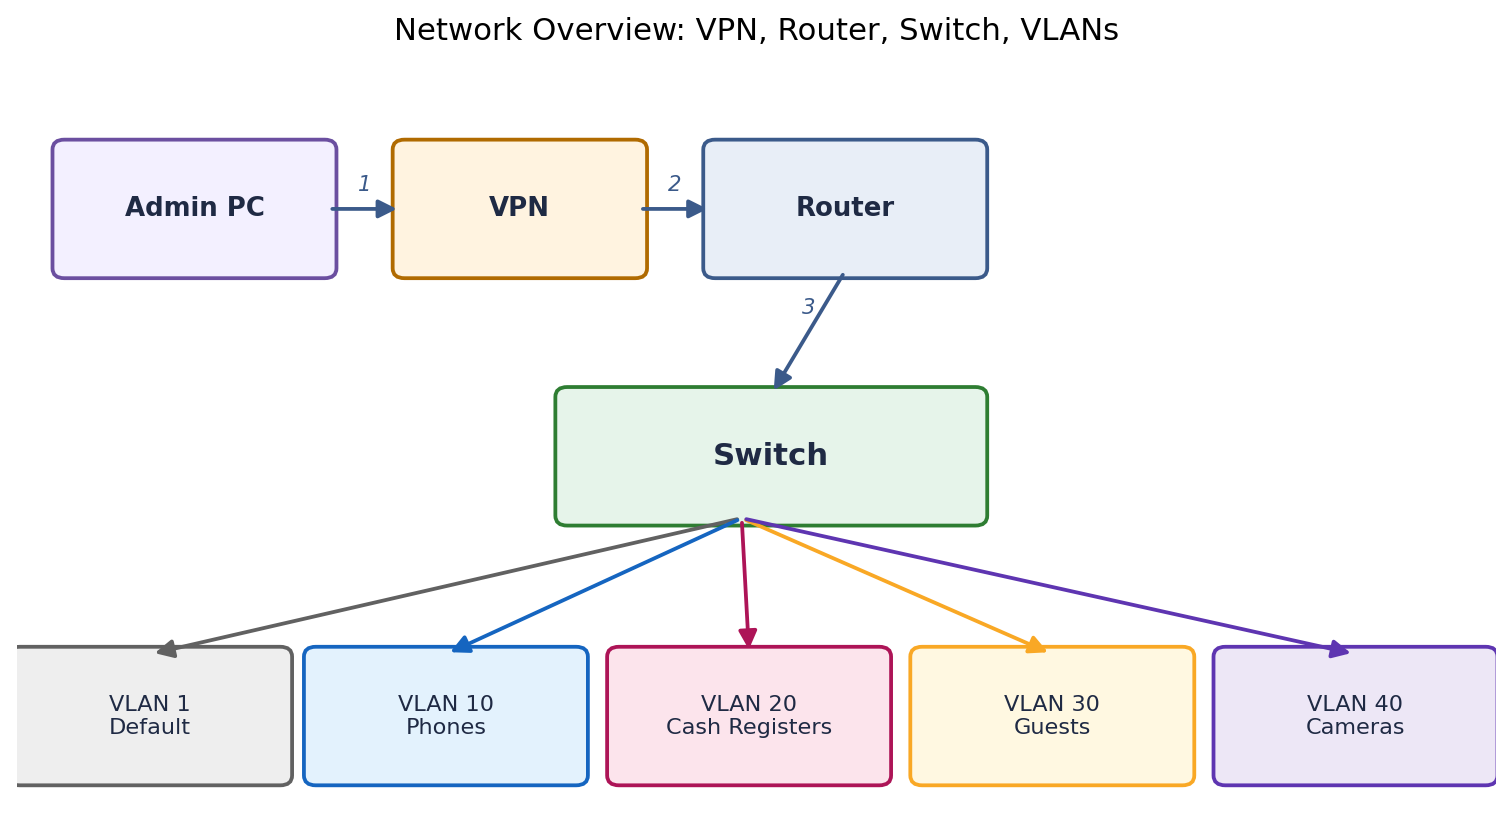 Network Overview: VPN, Router, Switch, VLANs
Admin PC
1
VPN
2
Router
3
Switch
VLAN 1
Default
VLAN 10
Phones
VLAN 20
Cash Registers
VLAN 30
Guests
VLAN 40
Cameras